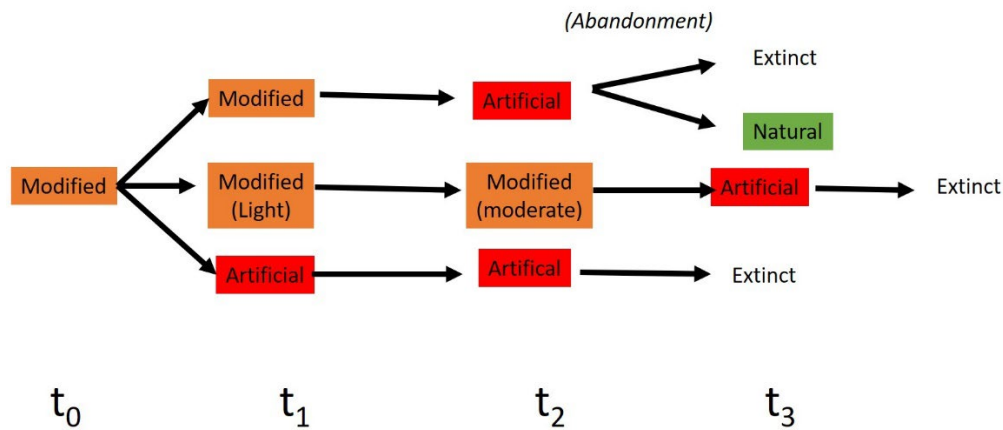 (Abandonment)
Extinct
Modified
Artificial
Natural
Modified
Modified
(Light)
Modified
(moderate)
Artificial
Extinct
Artificial
Artifical
Extinct
t0
t1
t2
t3